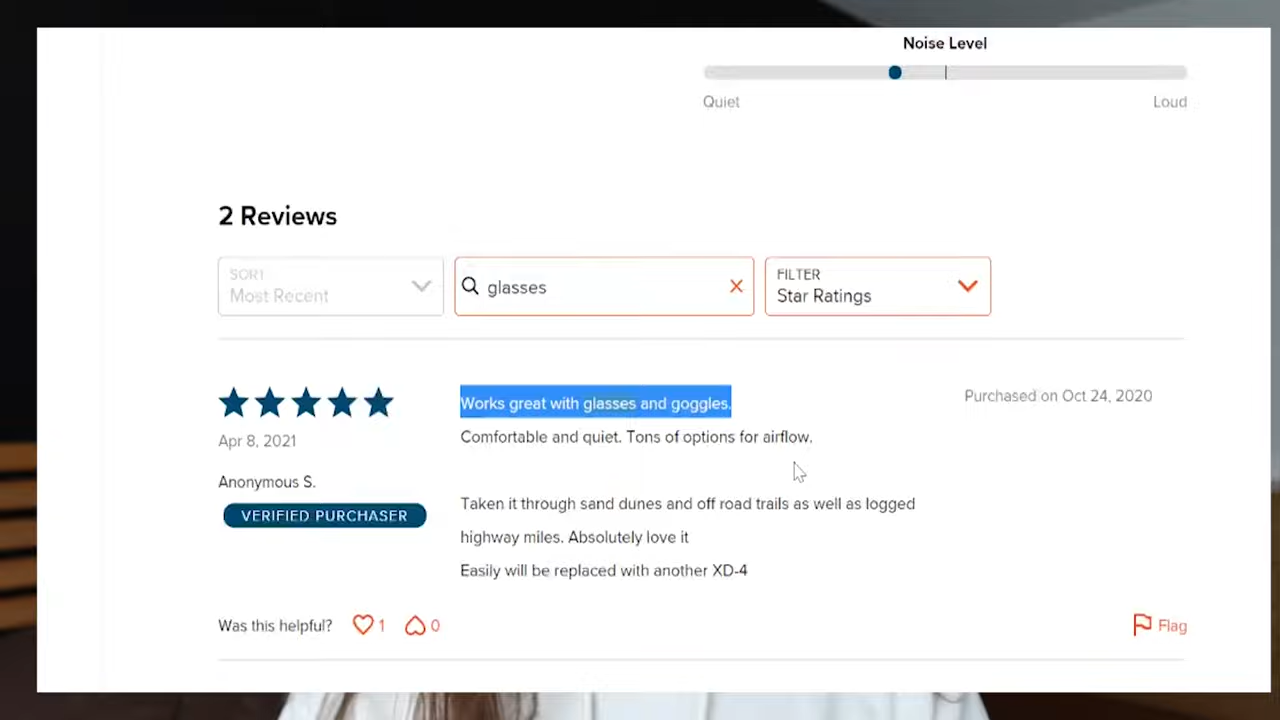 Noise Level
Quiet
Loud
2 Reviews
SORT
Most Recent
glasses
FILTER
Star Ratings
Works great with glasses and goggles.
Purchased on Oct 24, 2020
Comfortable and quiet. Tons of options for airflow.
Apr 8, 2021
Anonymous S.
VERIFIED PURCHASER
Taken it through sand dunes and off road trails as well as logged
highway miles. Absolutely love it
Easily will be replaced with another XD-4
Was this helpful?
1
0
Flag